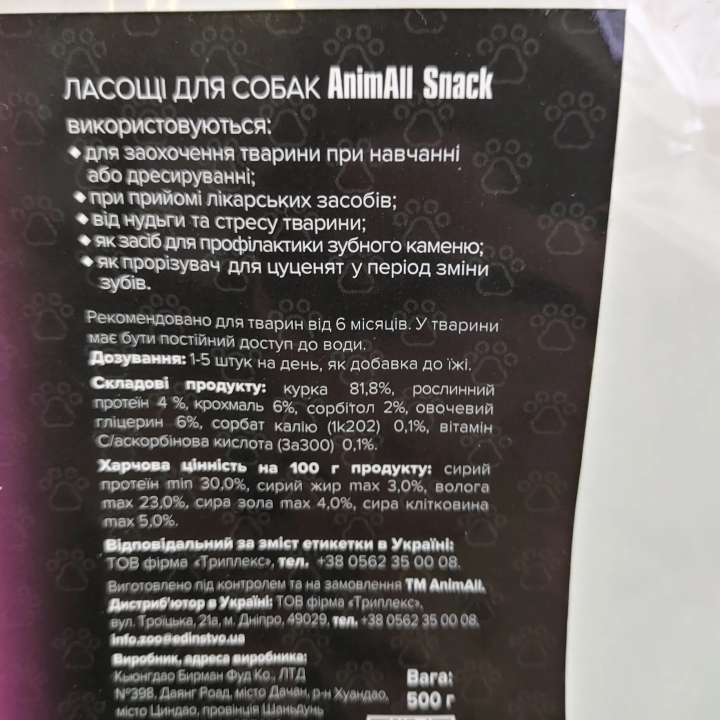 ЛАСОЩІ ДЛЯ СОБАК AnimAll Snack
використовуються:
◆ для заохочення тварини при навчанні
або дресируванні;
◆ при прийомі лікарських засобів;
◆ від нудьги та стресу тварини;
◆ як засіб для профілактики зубного каменю;
◆ як прорізувач для цуценят у період зміни
зубів.
Рекомендовано для тварин від 6 місяців. У тварини
має бути постійний доступ до води.
Дозування: 1-5 штук на день, як добавка до їжі.
Складові продукту: курка 81,8%, рослинний
протеїн 4 %, крохмаль 6%, сорбітол 2%, овочевий
гліцерин 6%, сорбат калію (1k202) 0,1%, вітамін
С/аскорбінова кислота (3а300) 0,1%.
Харчова цінність на 100 г продукту: сирий
протеїн min 30,0%, сирий жир max 3,0%, волога
max 23,0%, сира зола max 4,0%, сира клітковина
max 5,0%.
Відповідальний за зміст етикетки в Україні:
ТОВ фірма «Триплекс», тел. +38 0562 35 00 08.
Виготовлено під контролем та на замовлення ТМ AnimAll.
Дистриб'ютор в Україні: ТОВ фірма «Триплекс»,
вул. Троїцька, 21а, м. Дніпро, 49029, тел. +38 0562 35 00 08,
info.zoo@edinstvo.ua
Виробник, адреса виробника:
Кьюнгдао Бирман Фуд Ко., ЛТД
№398, Даянг Роад, місто Дачан, р-н Хуандао,
місто Циндао, провінція Шаньдунь
Вага:
500 г